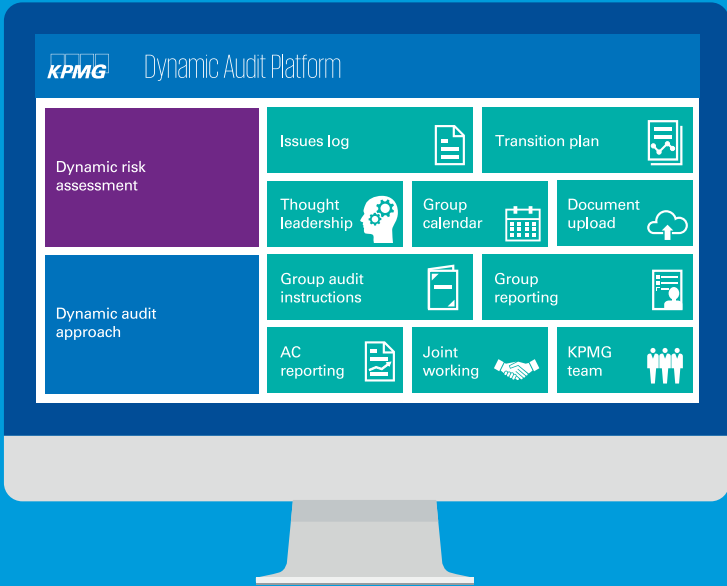 KPMG Dynamic Audit Platform
Dynamic risk
assessment
Issues log
Transition plan
Thought
leadership
Group
calendar
Document
upload
Dynamic audit
approach
Group audit
instructions
Group
reporting
AC
reporting
Joint
working
KPMG
team